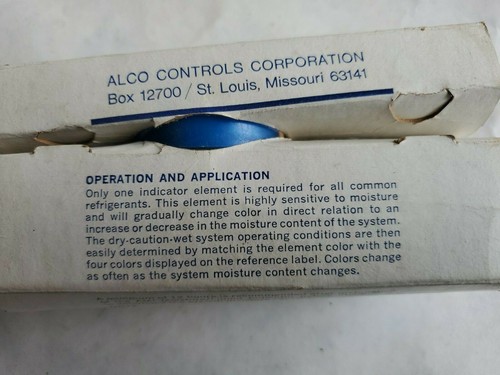 ALCO CONTROLS CORPORATION
Box 12700 / St. Louis, Missouri 63141
OPERATION AND APPLICATION
Only one indicator element is required for all common
refrigerants. This element is highly sensitive to moisture
and will gradually change color in direct relation to an
increase or decrease in the moisture content of the system.
The dry-caution-wet system operating conditions are then
easily determined by matching the element color with the
four colors displayed on the reference label. Colors change
as often as the system moisture content changes.